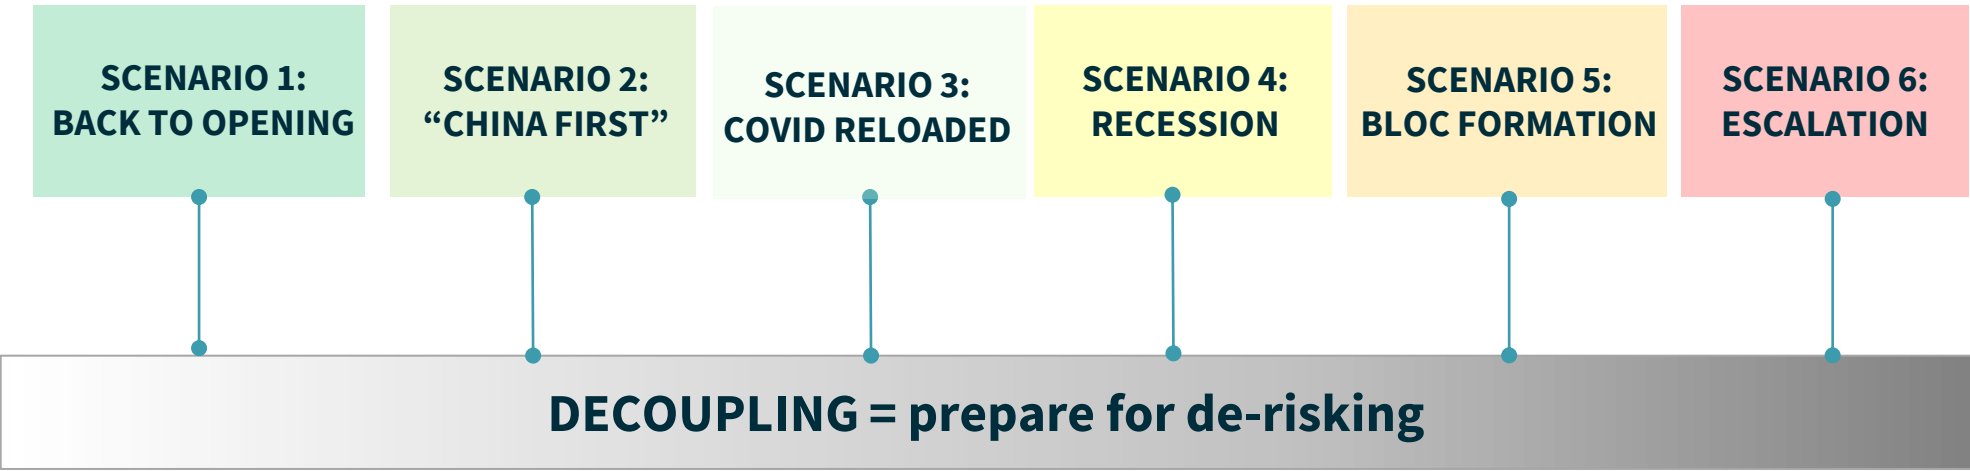 SCENARIO 1:
BACK TO OPENING
SCENARIO 2:
“CHINA FIRST”
SCENARIO 3:
COVID RELOADED
SCENARIO 4:
RECESSION
SCENARIO 5:
BLOC FORMATION
SCENARIO 6:
ESCALATION
DECOUPLING = prepare for de-risking